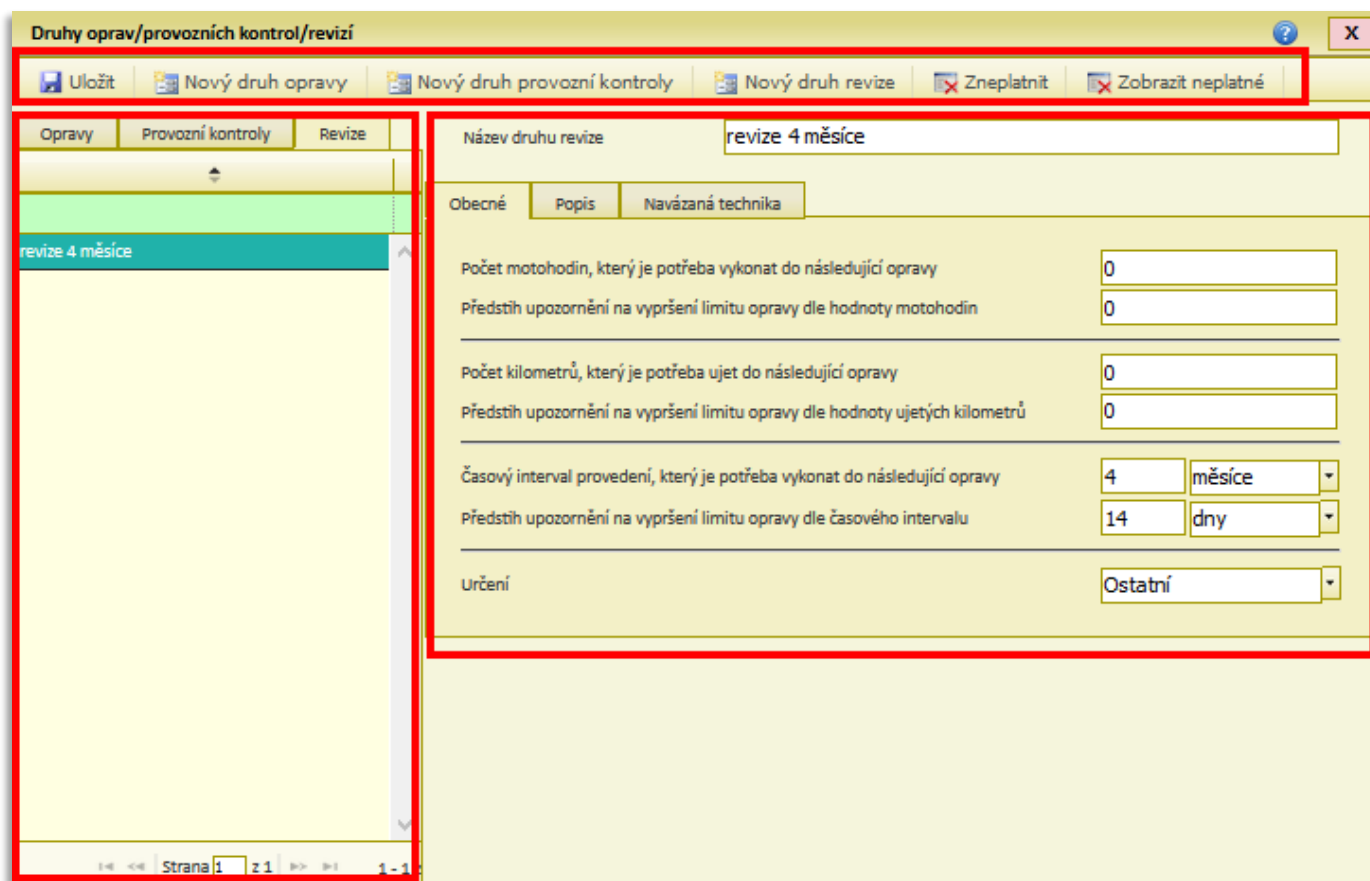 Druhy oprav/provozních kontrol/revizí
X
Uložit Nový druh opravy Nový druh provozní kontroly Nový druh revize Zneplatnit Zobrazit neplatné
Opravy Provozní kontroly Revize
revize 4 měsíce
Strana 1 z 1 1 - 1
Název druhu revize revize 4 měsíce
Obecné Popis Navázaná technika
Počet motohodin, který je potřeba vykonat do následující opravy 0
Předstih upozornění na vypršení limitu opravy dle hodnoty motohodin 0
Počet kilometrů, který je potřeba ujet do následující opravy 0
Předstih upozornění na vypršení limitu opravy dle hodnoty ujetých kilometrů 0
Časový interval provedení, který je potřeba vykonat do následující opravy 4 měsíce
Předstih upozornění na vypršení limitu opravy dle časového intervalu 14 dny
Určení Ostatní